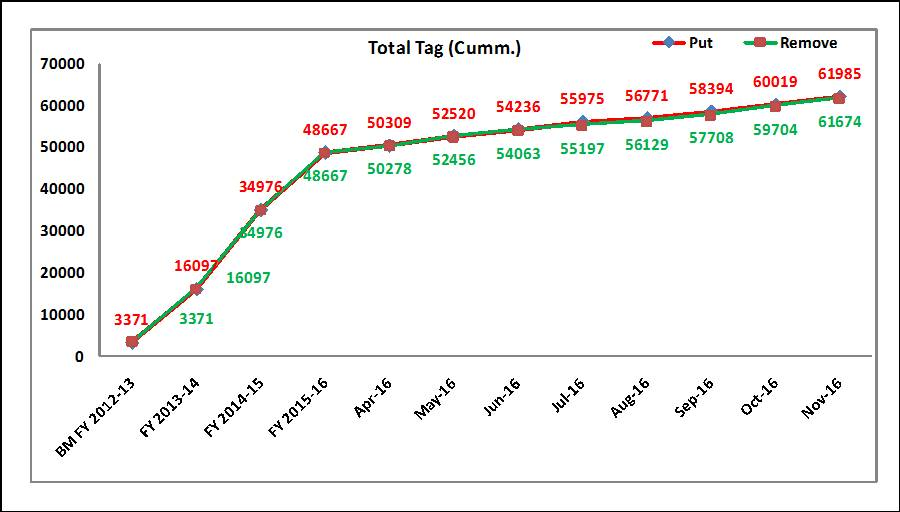 Total Tag (Cumm.)
Put
Remove
70000
60000
50000
40000
30000
20000
10000
0
3371
16097
34976
48667
50309
52520
54236
55975
56771
58394
60019
61985
3371
16097
34976
48667
50278
52456
54063
55197
56129
57708
59704
61674
BM FY 2012-13
FY 2013-14
FY 2014-15
FY 2015-16
Apr-16
May-16
Jun-16
Jul-16
Aug-16
Sep-16
Oct-16
Nov-16